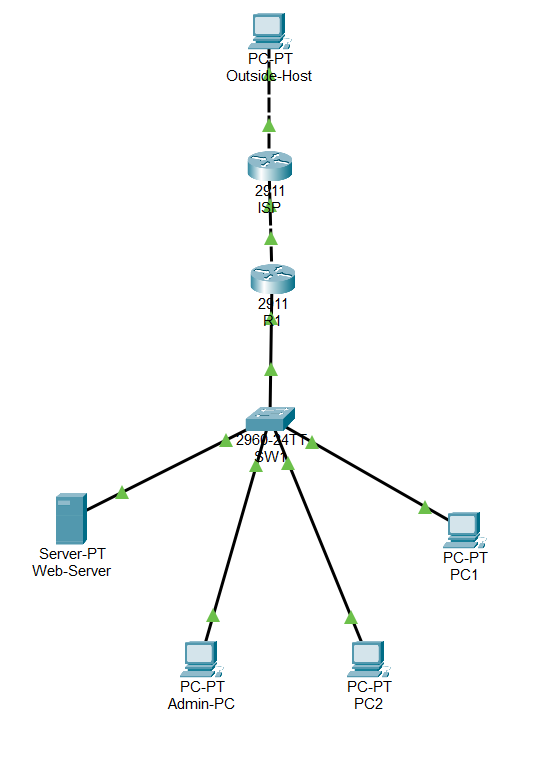 PC-PT
Outside-Host
2911
ISP
2911
R1
2960-24TT
SW1
Server-PT
Web-Server
PC-PT
PC1
PC-PT
Admin-PC
PC-PT
PC2